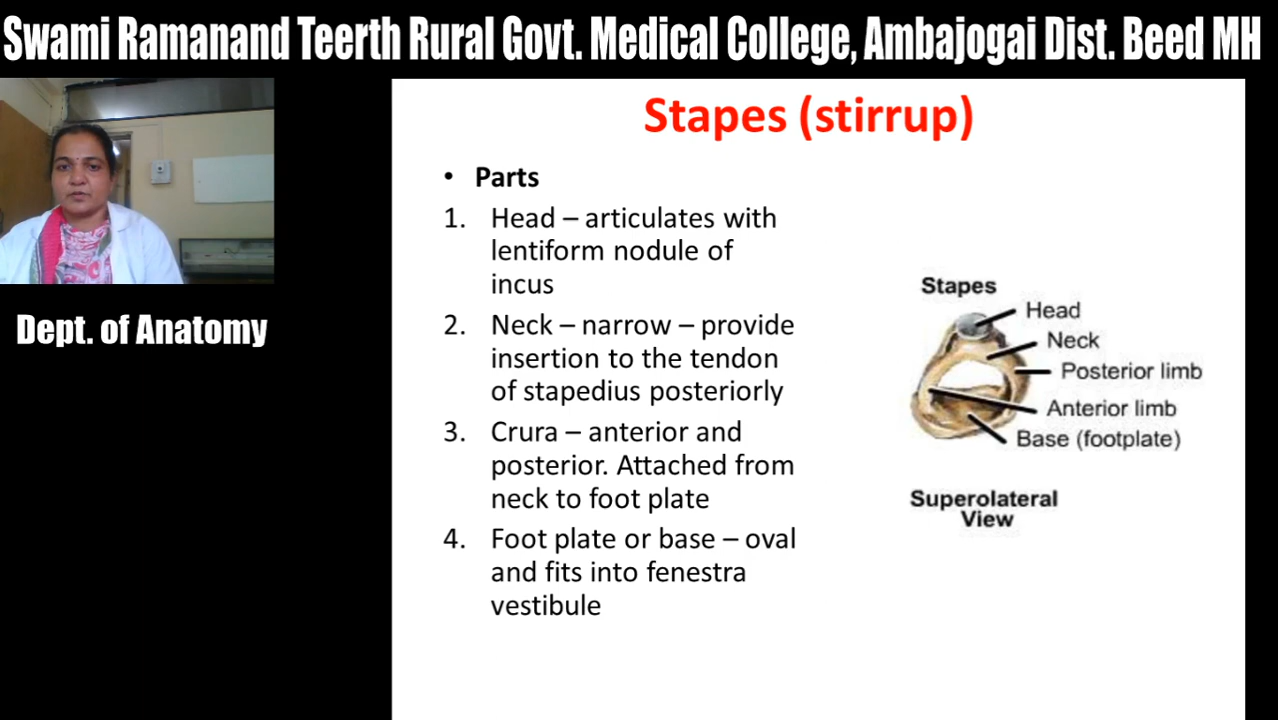 Swami Ramanand Teerth Rural Govt. Medical College, Ambajogai Dist. Beed MH
Dept. of Anatomy
Stapes (stirrup)
• Parts
1. Head – articulates with
lentiform nodule of
incus
2. Neck – narrow – provide
insertion to the tendon
of stapedius posteriorly
3. Crura – anterior and
posterior. Attached from
neck to foot plate
4. Foot plate or base – oval
and fits into fenestra
vestibule
Stapes
Head
Neck
Posterior limb
Anterior limb
Base (footplate)
Superolateral
View